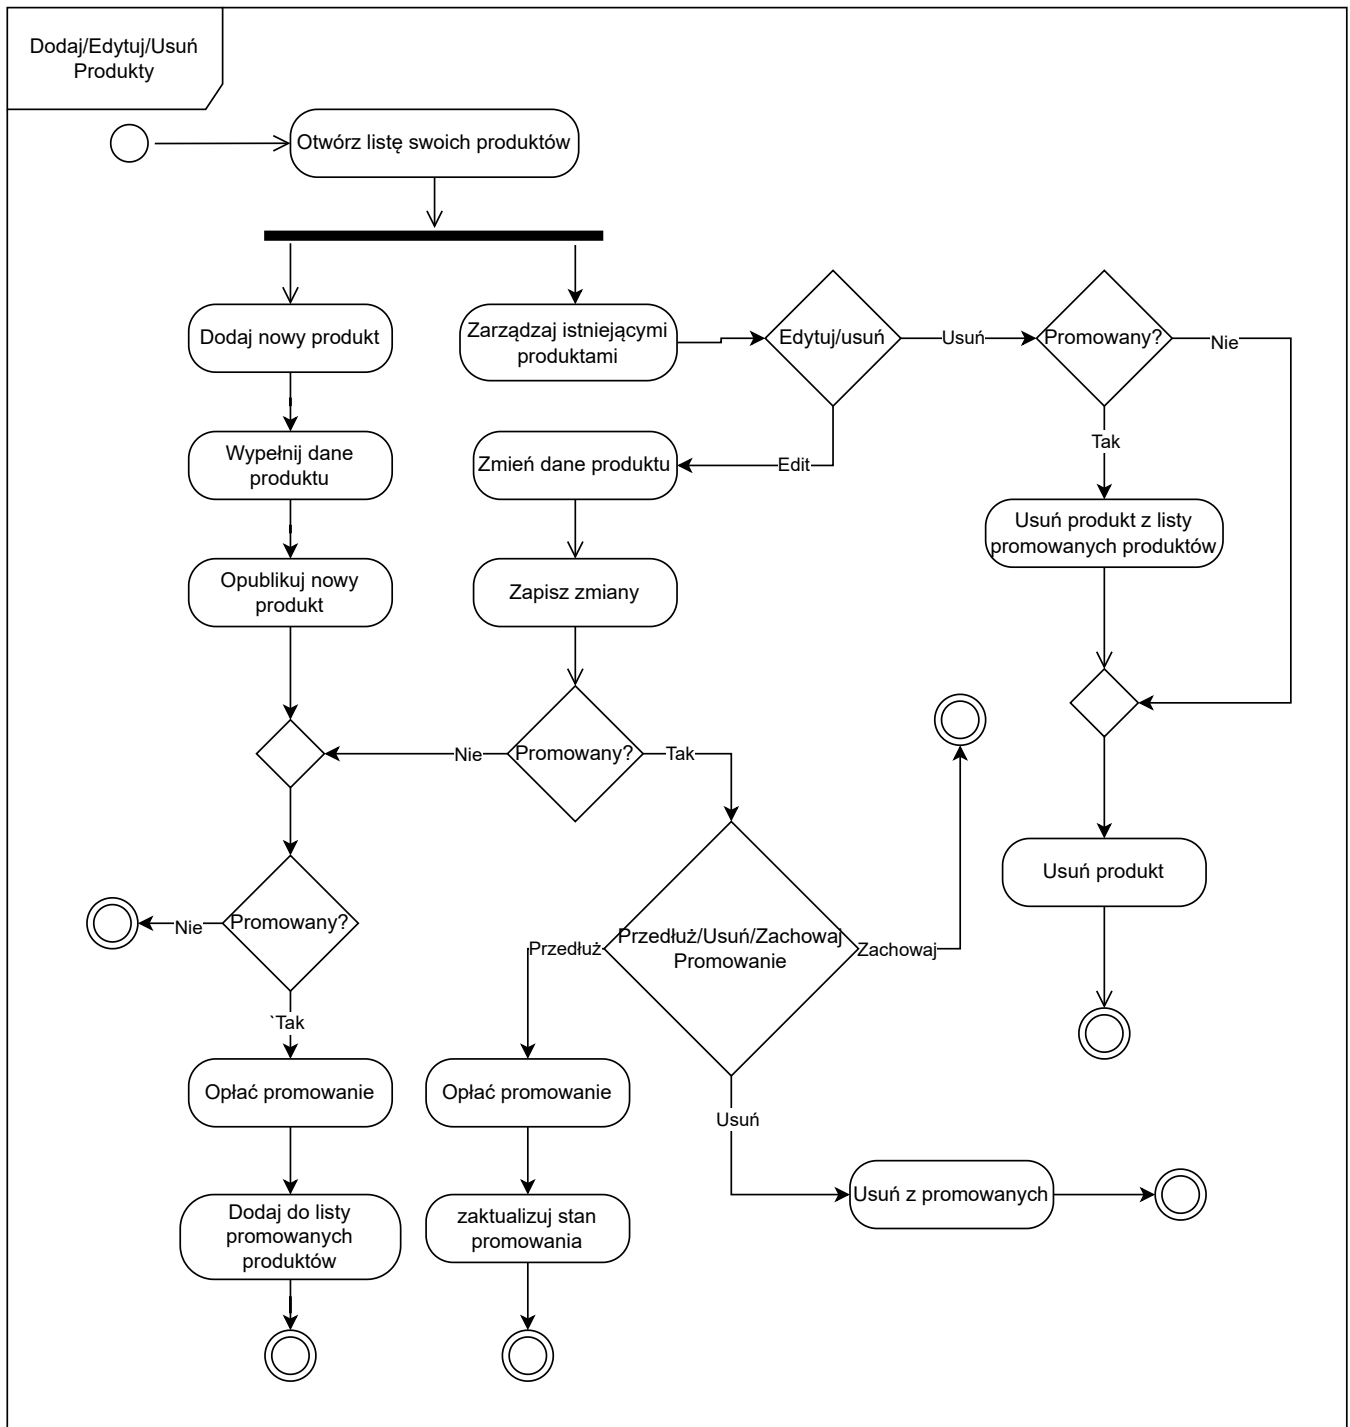 Dodaj/Edytuj/Usuń
Produkty
Otwórz listę swoich produktów
Dodaj nowy produkt
Zarządzaj istniejącymi
produktami
Edytuj/usuń
Usuń
Promowany?
Nie
Tak
Wypełnij dane
produktu
Zmień dane produktu
Edit
Usuń produkt z listy
promowanych produktów
Opublikuj nowy
produkt
Zapisz zmiany
Nie
Promowany?
Tak
Usuń produkt
Nie
Promowany?
Przedłuż
Przedłuż/Usuń/Zachowaj
Promowanie
Zachowaj
`Tak
Opłać promowanie
Opłać promowanie
Usuń
Usuń z promowanych
Dodaj do listy
promowanych
produktów
zaktualizuj stan
promowania